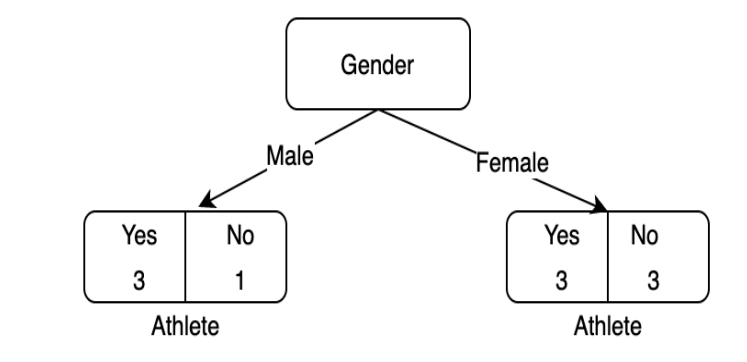 Gender
Male
Female
Yes No
3 1
Athlete
Yes No
3 3
Athlete